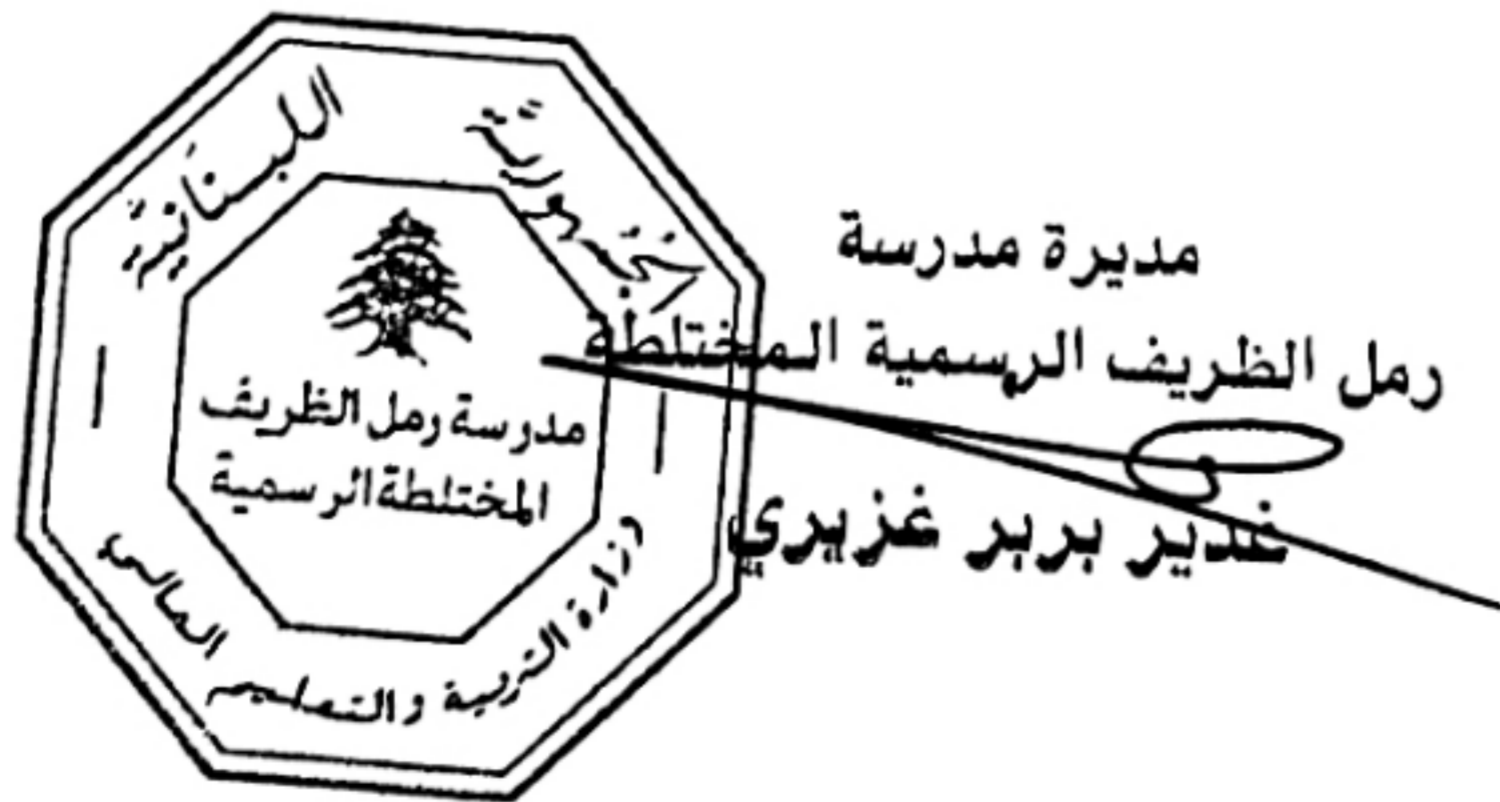 الجمهورية اللبنانية
مدرسة رمل الظريف
المختلطة الرسمية
وزارة التربية والتعليم العالي
مديرة مدرسة
رمل الظريف الرسمية المختلطة
غدير بربر غزيري